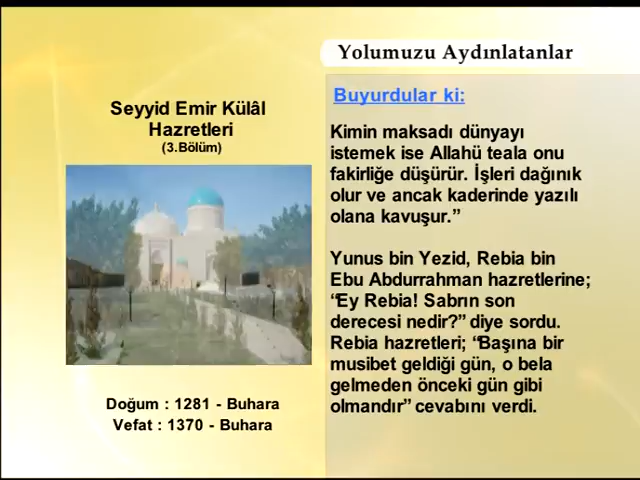 Yolumuzu Aydınlatanlar
Seyyid Emir Külâl
Hazretleri
(3.Bölüm)
Doğum : 1281 - Buhara
Vefat : 1370 - Buhara
Buyurdular ki:
Kimin maksadı dünyayı
istemek ise Allahü teala onu
fakirliğe düşürür. İşleri dağınık
olur ve ancak kaderinde yazılı
olana kavuşur.”
Yunus bin Yezid, Rebia bin
Ebu Abdurrahman hazretlerine;
“Ey Rebia! Sabrın son
derecesi nedir?” diye sordu.
Rebia hazretleri; “Başına bir
musibet geldiği gün, o bela
gelmeden önceki gün gibi
olmandır” cevabını verdi.